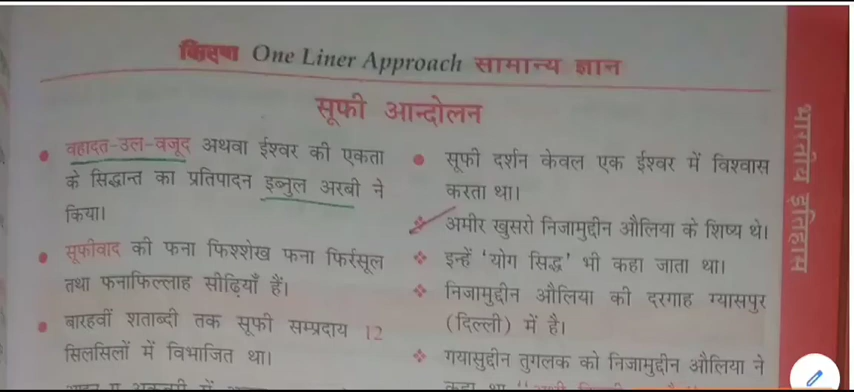 किरण One Liner Approach सामान्य ज्ञान
सूफी आन्दोलन
वहादत-उल-वजूद अथवा ईश्वर की एकता
के सिद्धान्त का प्रतिपादन इब्नुल अरबी ने
किया।
सूफीवाद की फना फिश्शेख फना फिर्रसूल
तथा फनाफिल्लाह सीढ़ियाँ हैं।
बारहवीं शताब्दी तक सूफी सम्प्रदाय 12
सिलसिलों में विभाजित था।
सूफी दर्शन केवल एक ईश्वर में विश्वास
करता था।
अमीर खुसरो निजामुद्दीन औलिया के शिष्य थे।
इन्हें 'योग सिद्ध' भी कहा जाता था।
निजामुद्दीन औलिया की दरगाह ग्यासपुर
(दिल्ली) में है।
गयासुद्दीन तुगलक को निजामुद्दीन औलिया ने
भारतीय इतिहास